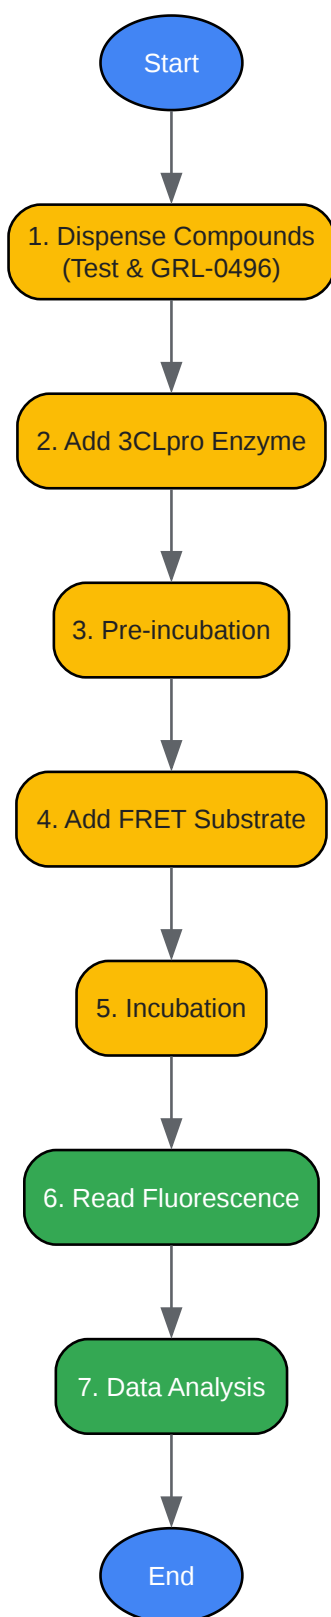 Start
1. Dispense Compounds
(Test & GRL-0496)
2. Add 3CLpro Enzyme
3. Pre-incubation
4. Add FRET Substrate
5. Incubation
6. Read Fluorescence
7. Data Analysis
End